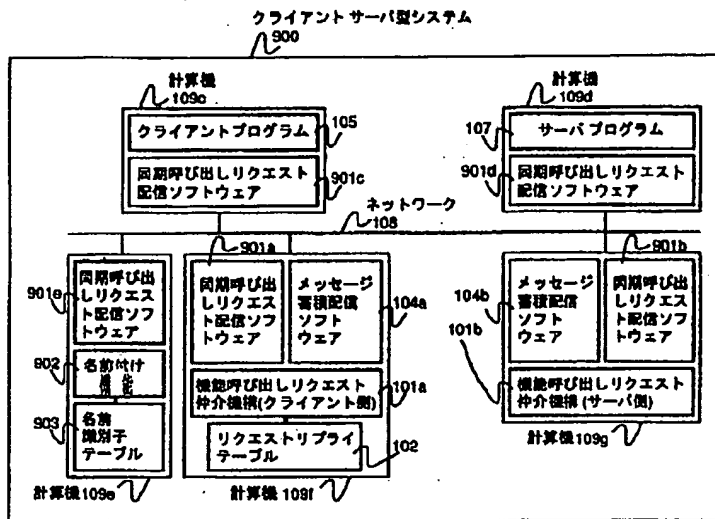 クライアント サーバ型システム
900
計算機
109c
クライアントプログラム
105
同期呼び出しリクエスト
配信ソフトウェア
901c
計算機
109d
107
サーバ プログラム
901d
同期呼び出しリクエスト
配信ソフトウェア
ネットワーク
108
901e
同期呼び出
しリクエス
ト配信ソフ
トウェア
902
名前付け
903
名前
識別子
テーブル
計算機109e
901a
同期呼び出
しリクエス
ト配信ソフ
トウェア
メッセージ
蓄積配信
ソフト
ウェア
104a
機能呼び出しリクエスト
仲介機構(クライアント側)
101a
リクエストリプライ
テーブル
102
計算機109f
901b
104b
メッセージ
蓄積配信
ソフト
ウェア
同期呼び出
しリクエス
ト配信ソフ
トウェア
101b
機能呼び出しリクエスト
仲介機構(サーバ側)
計算機109g